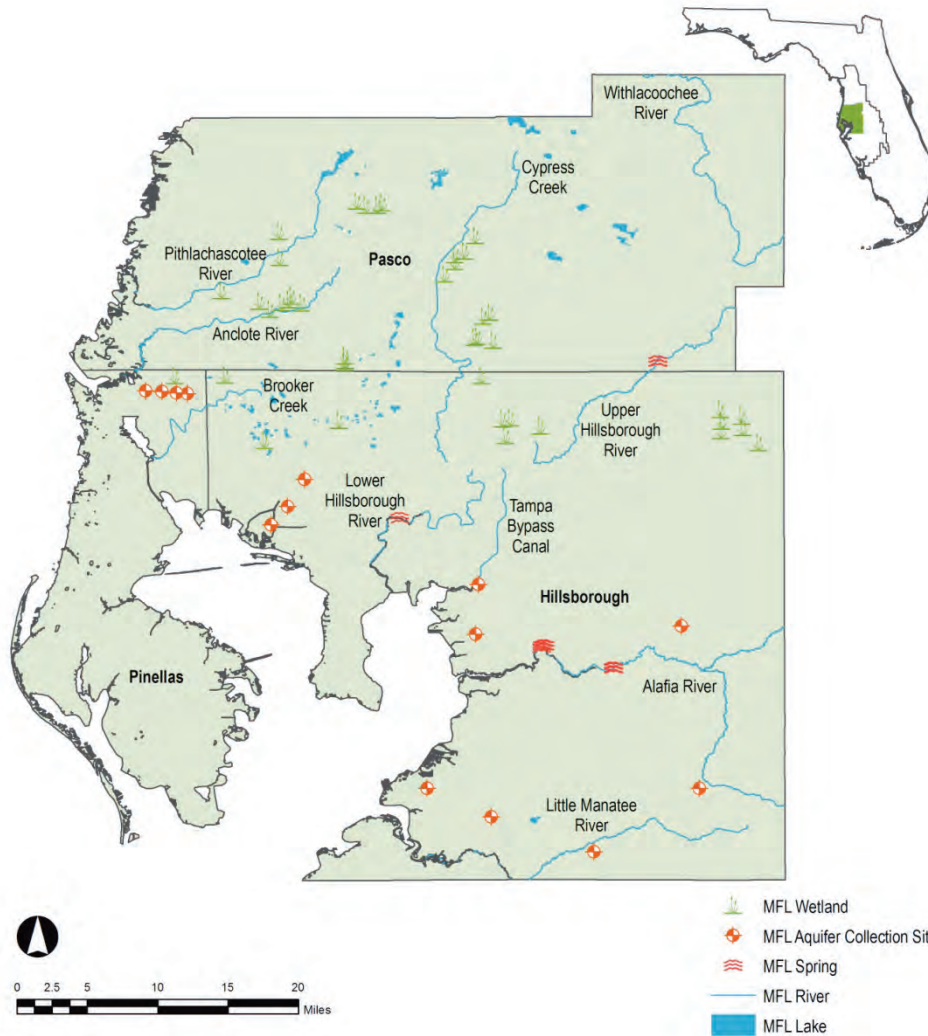 Withlacoochee
River
Cypress
Creek
Pithlachascotee
River
Pasco
Anclote River
Brooker
Creek
Upper
Hillsborough
River
Lower
Hillsborough
River
Tampa
Bypass
Canal
Hillsborough
Pinellas
Alafia River
Little Manatee
River
MFL Wetland
MFL Aquifer Collection Sit
MFL Spring
MFL River
MFL Lake
0 2.5 5 10 15 20
Miles